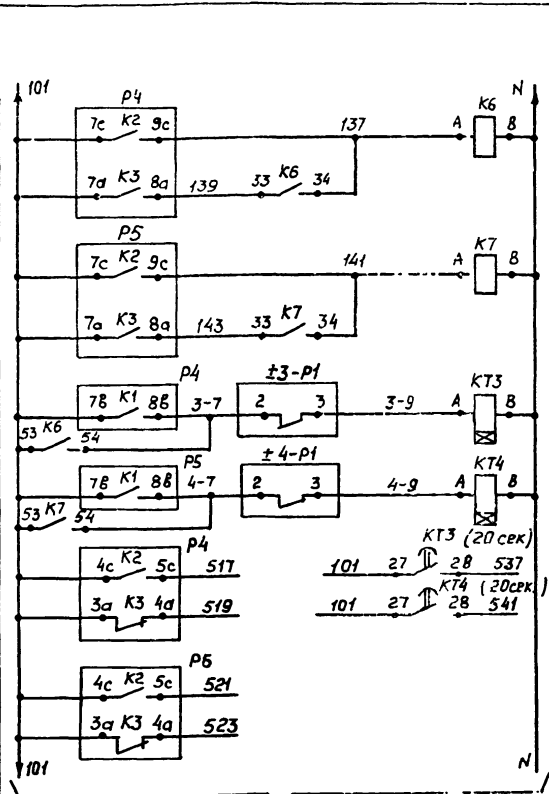 101 N
P4 K6
7c K2 9c 137 A B
7a K3 8a 139 33 K6 34
P5 K7
7c K2 9c 141 A B
7a K3 8a 143 33 K7 34
P4 ±3-P1 KT3
7в K1 8в 3-7 2 3 3-9 A B
53 K6 54
P5 ±4-P1 KT4
7в K1 8в 4-7 2 3 4-9 A B
53 K7 54
P4 KT3 (20 сек)
4c K2 5c 517 101 27 28 537
KT4 (20сек)
3a K3 4a 519 101 27 28 541
P6
4c K2 5c 521
3a K3 4a 523
101 N